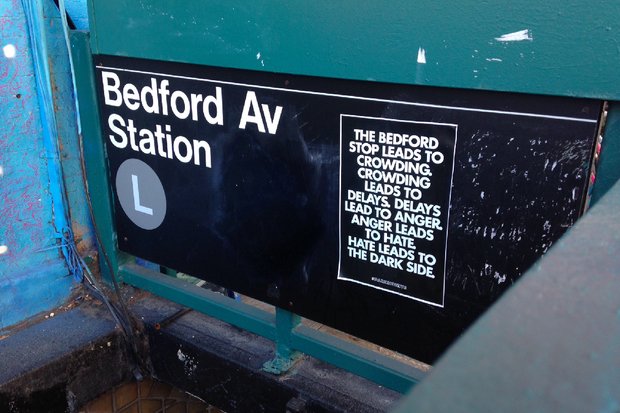 Bedford Av
Station
L
THE BEDFORD
STOP LEADS TO
CROWDING.
CROWDING
LEADS TO
DELAYS. DELAYS
LEAD TO ANGER.
ANGER LEADS
TO HATE.
HATE LEADS TO
THE DARK SIDE.